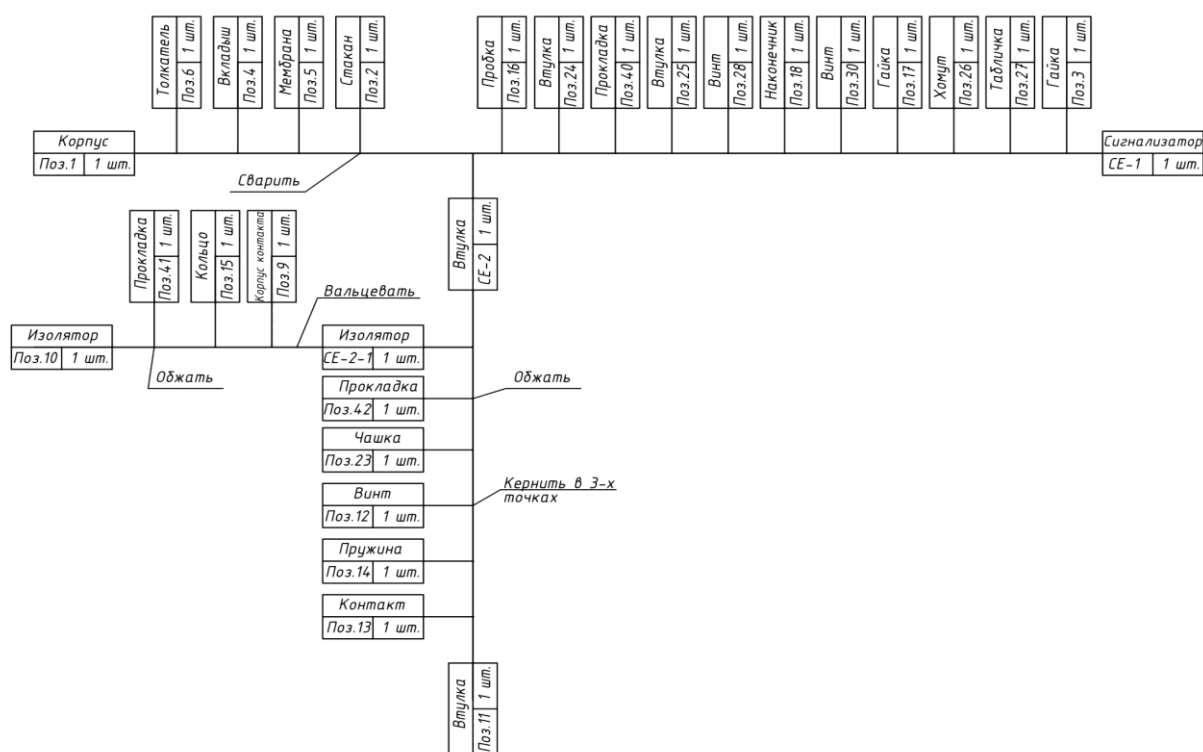 Толкатель
Поз.6 1 шт.
Вкладыш
Поз.4 1 шт.
Мембрана
Поз.5 1 шт.
Стакан
Поз.2 1 шт.
Пробка
Поз.16 1 шт.
Втулка
Поз.24 1 шт.
Прокладка
Поз.40 1 шт.
Втулка
Поз.25 1 шт.
Винт
Поз.28 1 шт.
Наконечник
Поз.18 1 шт.
Винт
Поз.30 1 шт.
Гайка
Поз.17 1 шт.
Хомут
Поз.26 1 шт.
Табличка
Поз.27 1 шт.
Гайка
Поз.3 1 шт.
Корпус
Поз.1 1 шт.
Сигнализатор
СЕ-1 1 шт.
Сварить
Втулка
СЕ-2 1 шт.
Прокладка
Поз.41 1 шт.
Кольцо
Поз.15 1 шт.
Корпус контакта
Поз.9 1 шт.
Вальцевать
Изолятор
Поз.10 1 шт.
Изолятор
СЕ-2-1 1 шт.
Обжать
Прокладка
Поз.42 1 шт.
Обжать
Чашка
Поз.23 1 шт.
Винт
Поз.12 1 шт.
Кернить в 3-х
точках
Пружина
Поз.14 1 шт.
Контакт
Поз.13 1 шт.
Втулка
Поз.11 1 шт.